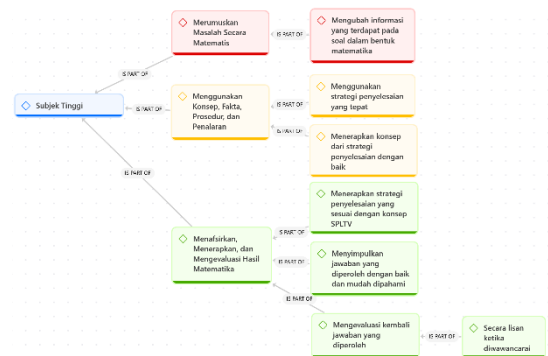 Merumuskan
Masalah Secara
Matematis
IS PART OF
Mengubah informasi
yang terdapat pada
soal dalam bentuk
matematika
IS PART OF
Subjek Tinggi
IS PART OF
Menggunakan
Konsep, Fakta,
Prosedur, dan
Penalaran
IS PART OF
Menggunakan
strategi penyelesaian
yang tepat
IS PART OF
Menerapkan konsep
dari strategi
penyelesaian dengan
baik
IS PART OF
Menafsirkan,
Menerapkan, dan
Mengevaluasi Hasil
Matematika
IS PART OF
Menerapkan strategi
penyelesaian yang
sesuai dengan konsep
SPLTV
IS PART OF
Menyimpulkan
jawaban yang
diperoleh dengan baik
dan mudah dipahami
IS PART OF
Mengevaluasi kembali
jawaban yang
diperoleh
IS PART OF
Secara lisan
ketika
diwawancarai